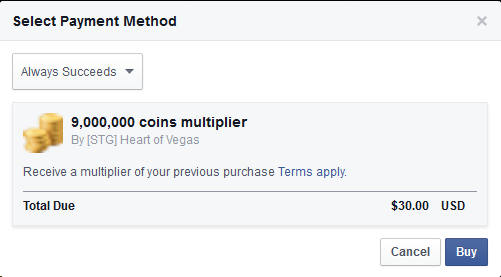 Select Payment Method ×
Always Succeeds
9,000,000 coins multiplier
By [STG] Heart of Vegas
Receive a multiplier of your previous purchase Terms apply.
Total Due $30.00 USD
Cancel Buy